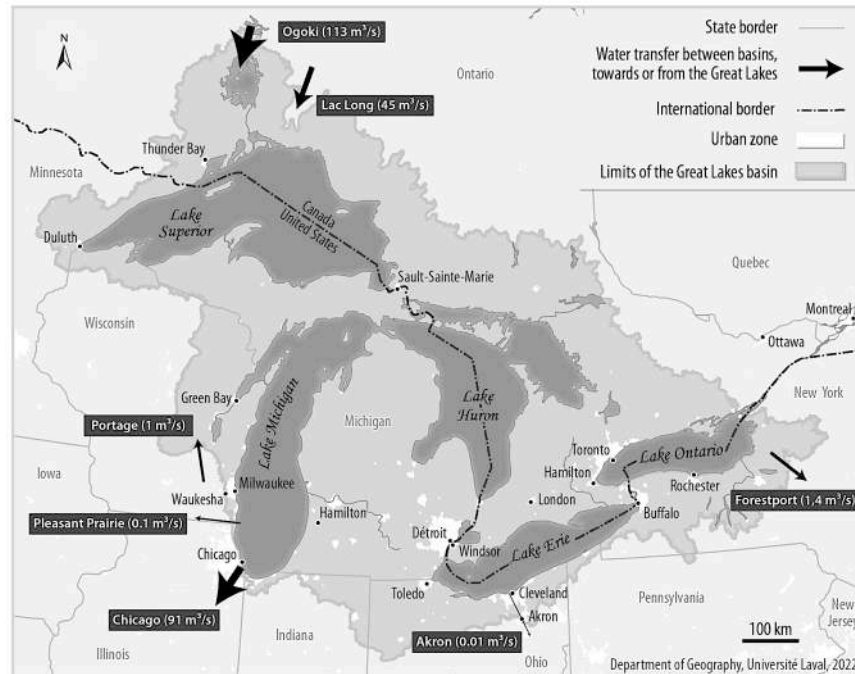 Ogoki (113 m³/s)
State border
Water transfer between basins,
towards or from the Great Lakes
Ontario
Lac Long (45 m³/s)
International border
Thunder Bay
Urban zone
Minnesota
Limits of the Great Lakes basin
Canada
United States
Lake
Superior
Duluth
Sault-Sainte-Marie
Quebec
Montreal
Wisconsin
Ottawa
New York
Green Bay
Lake Michigan
Michigan
Lake
Huron
Portage (1 m³/s)
Toronto
Lake Ontario
Iowa
Hamilton
Rochester
Milwaukee
Waukesha
London
Forestport (1,4 m³/s)
Hamilton
Buffalo
Pleasant Prairie (0.1 m³/s)
Détroit
Windsor
Lake Erie
Chicago
Toledo
Cleveland
Pennsylvania
New
Jersey
Akron
Chicago (91 m³/s)
Indiana
Akron (0.01 m³/s)
100 km
Illinois
Ohio
Department of Geography, Université Laval, 2022